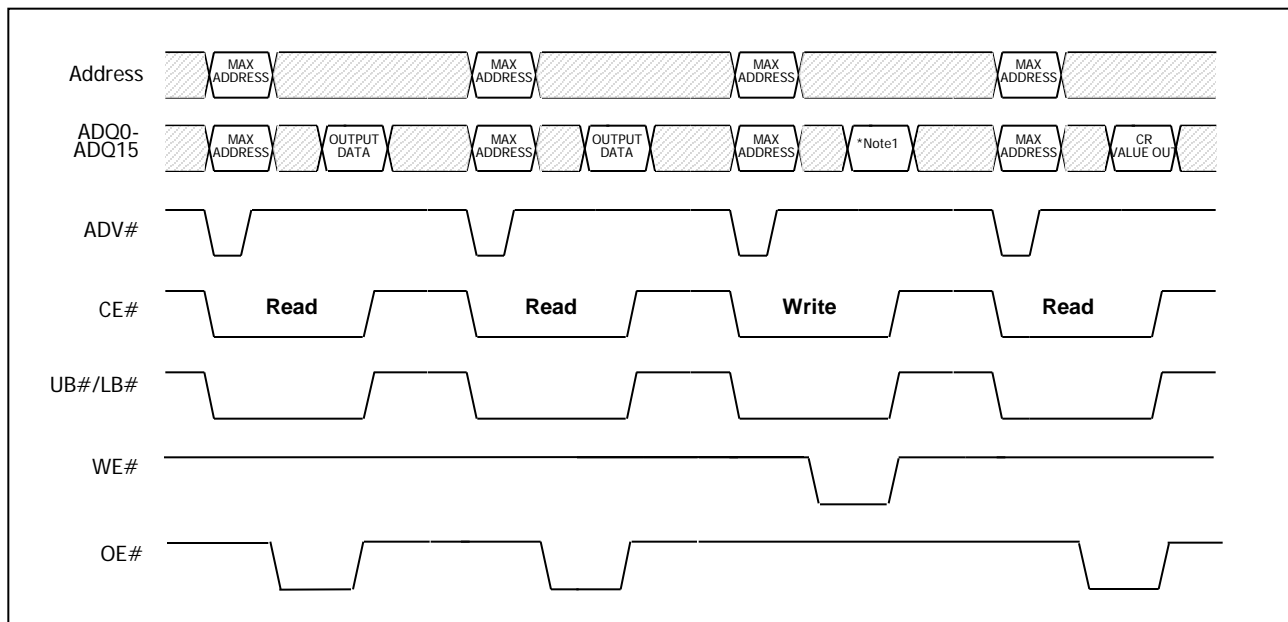 Address
MAX ADDRESS
MAX ADDRESS
MAX ADDRESS
MAX ADDRESS
ADQ0-
ADQ15
MAX ADDRESS
OUTPUT DATA
MAX ADDRESS
OUTPUT DATA
MAX ADDRESS
*Note1
MAX ADDRESS
CR VALUE OUT
ADV#
CE#
Read
Read
Write
Read
UB#/LB#
WE#
OE#